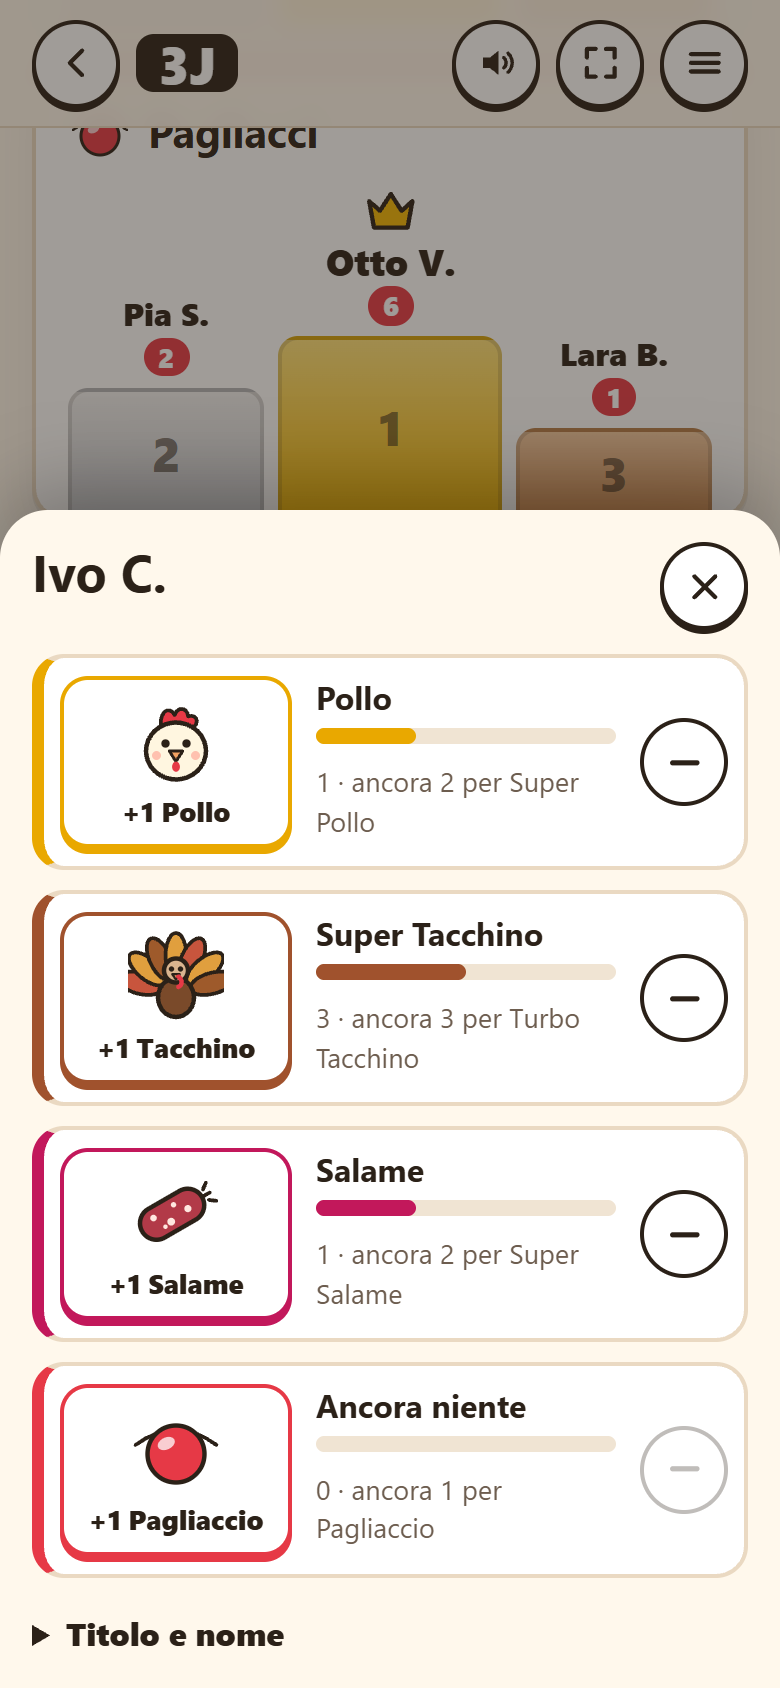 3J
Pagliacci
Otto V.
6
Pia S.
2
Lara B.
1
2
1
3
Ivo C.
+1 Pollo
Pollo
1 · ancora 2 per Super
Pollo
+1 Tacchino
Super Tacchino
3 · ancora 3 per Turbo
Tacchino
+1 Salame
Salame
1 · ancora 2 per Super
Salame
+1 Pagliaccio
Ancora niente
0 · ancora 1 per
Pagliaccio
Titolo e nome